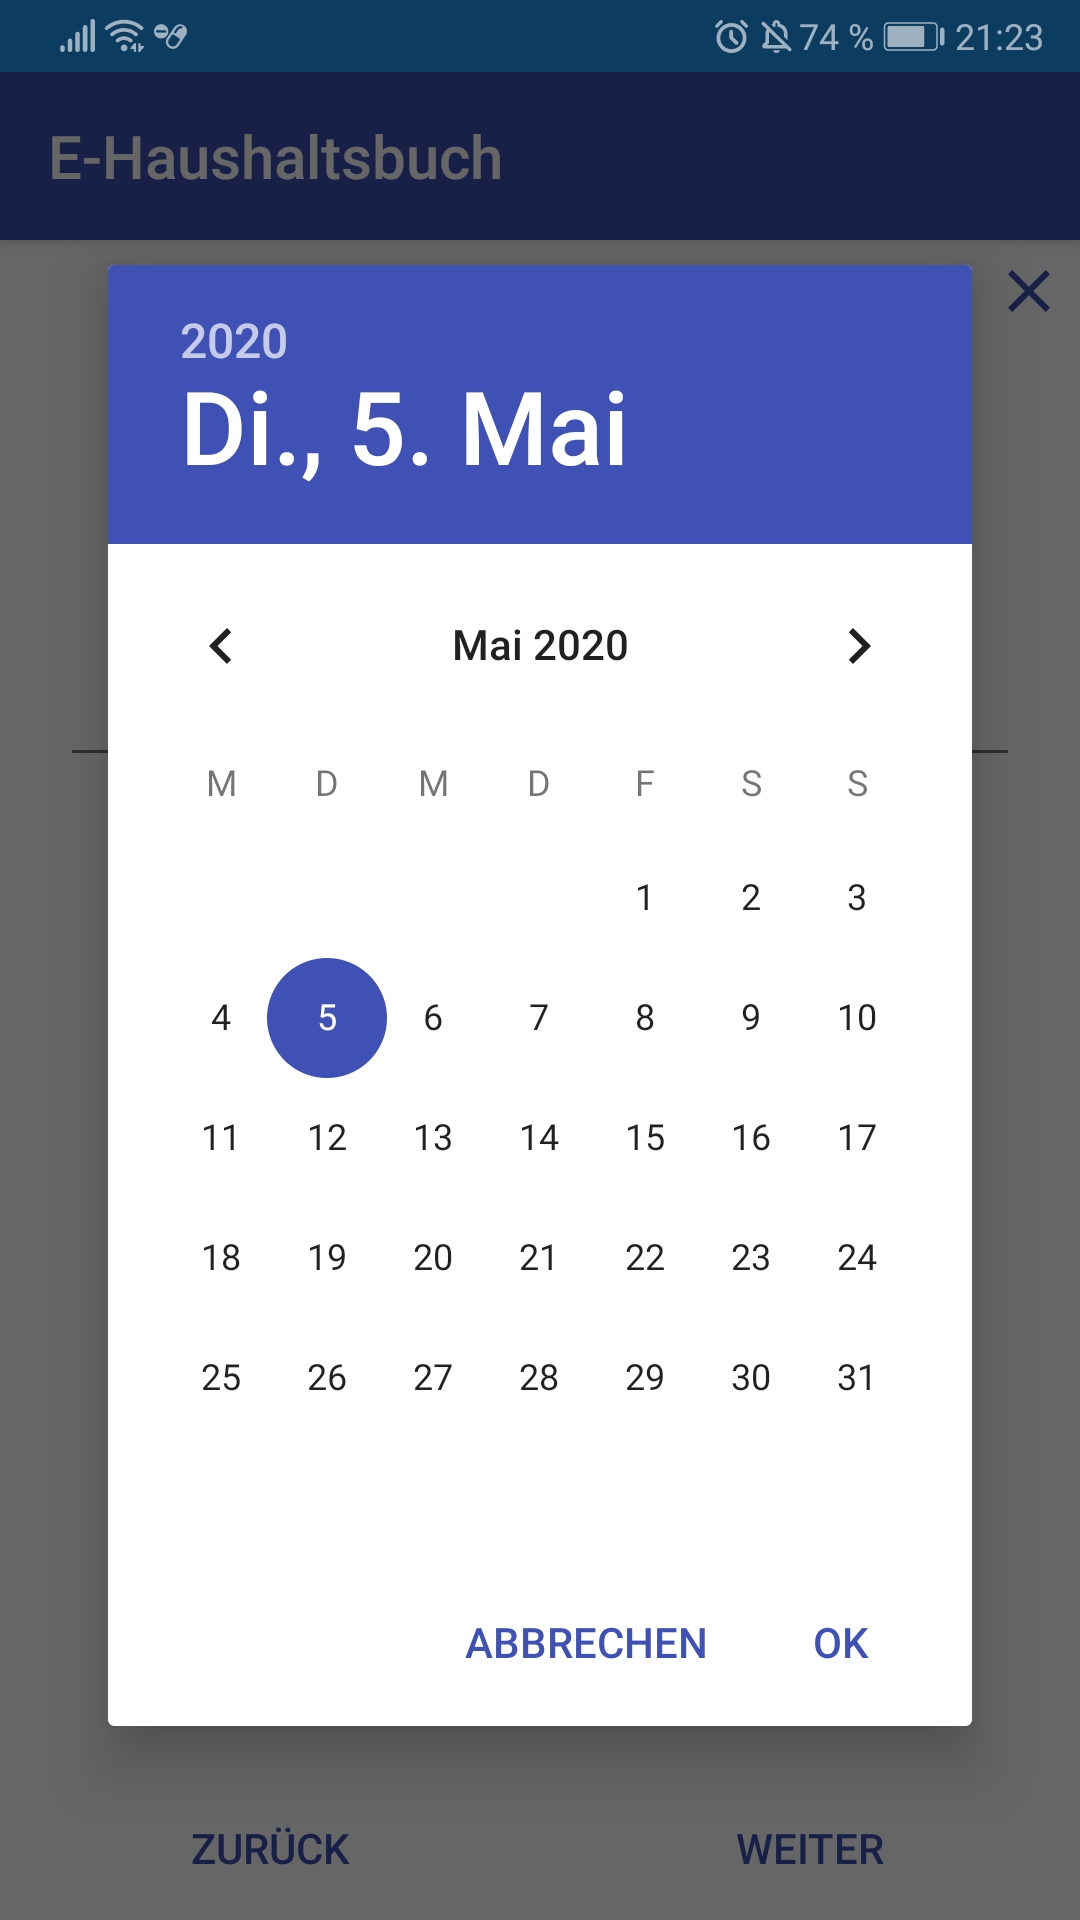 74 % 21:23
E-Haushaltsbuch
2020
Di., 5. Mai
Mai 2020
M D M D F S S
1 2 3
4 5 6 7 8 9 10
11 12 13 14 15 16 17
18 19 20 21 22 23 24
25 26 27 28 29 30 31
ABBRECHEN OK
ZURÜCK WEITER